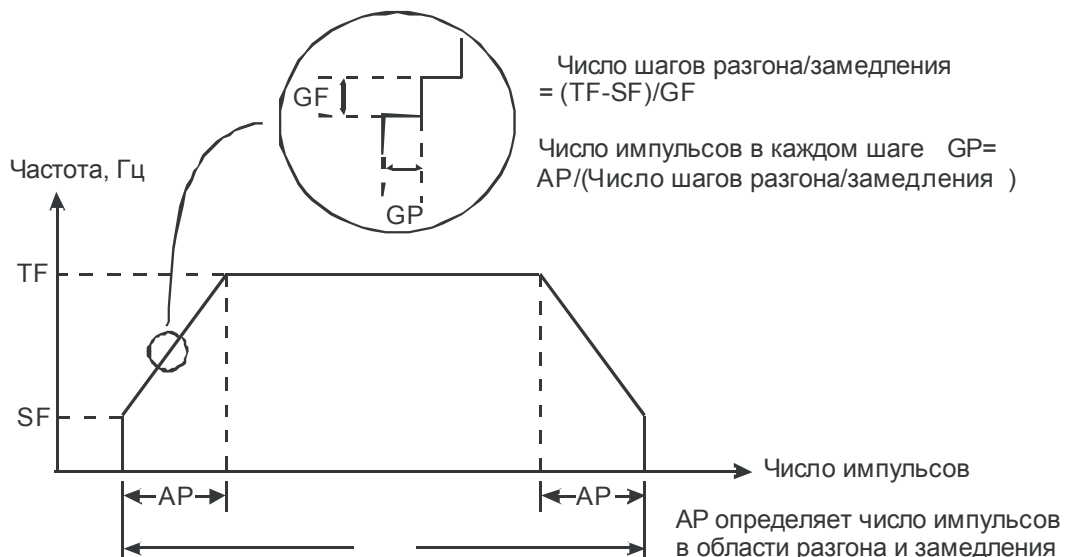 Число шагов разгона/замедления
= (TF-SF)/GF
GF
Число импульсов в каждом шаге GP=
AP/(Число шагов разгона/замедления )
Частота, Гц
GP
TF
SF
Число импульсов
AP
AP
AP определяет число импульсов
в области разгона и замедления